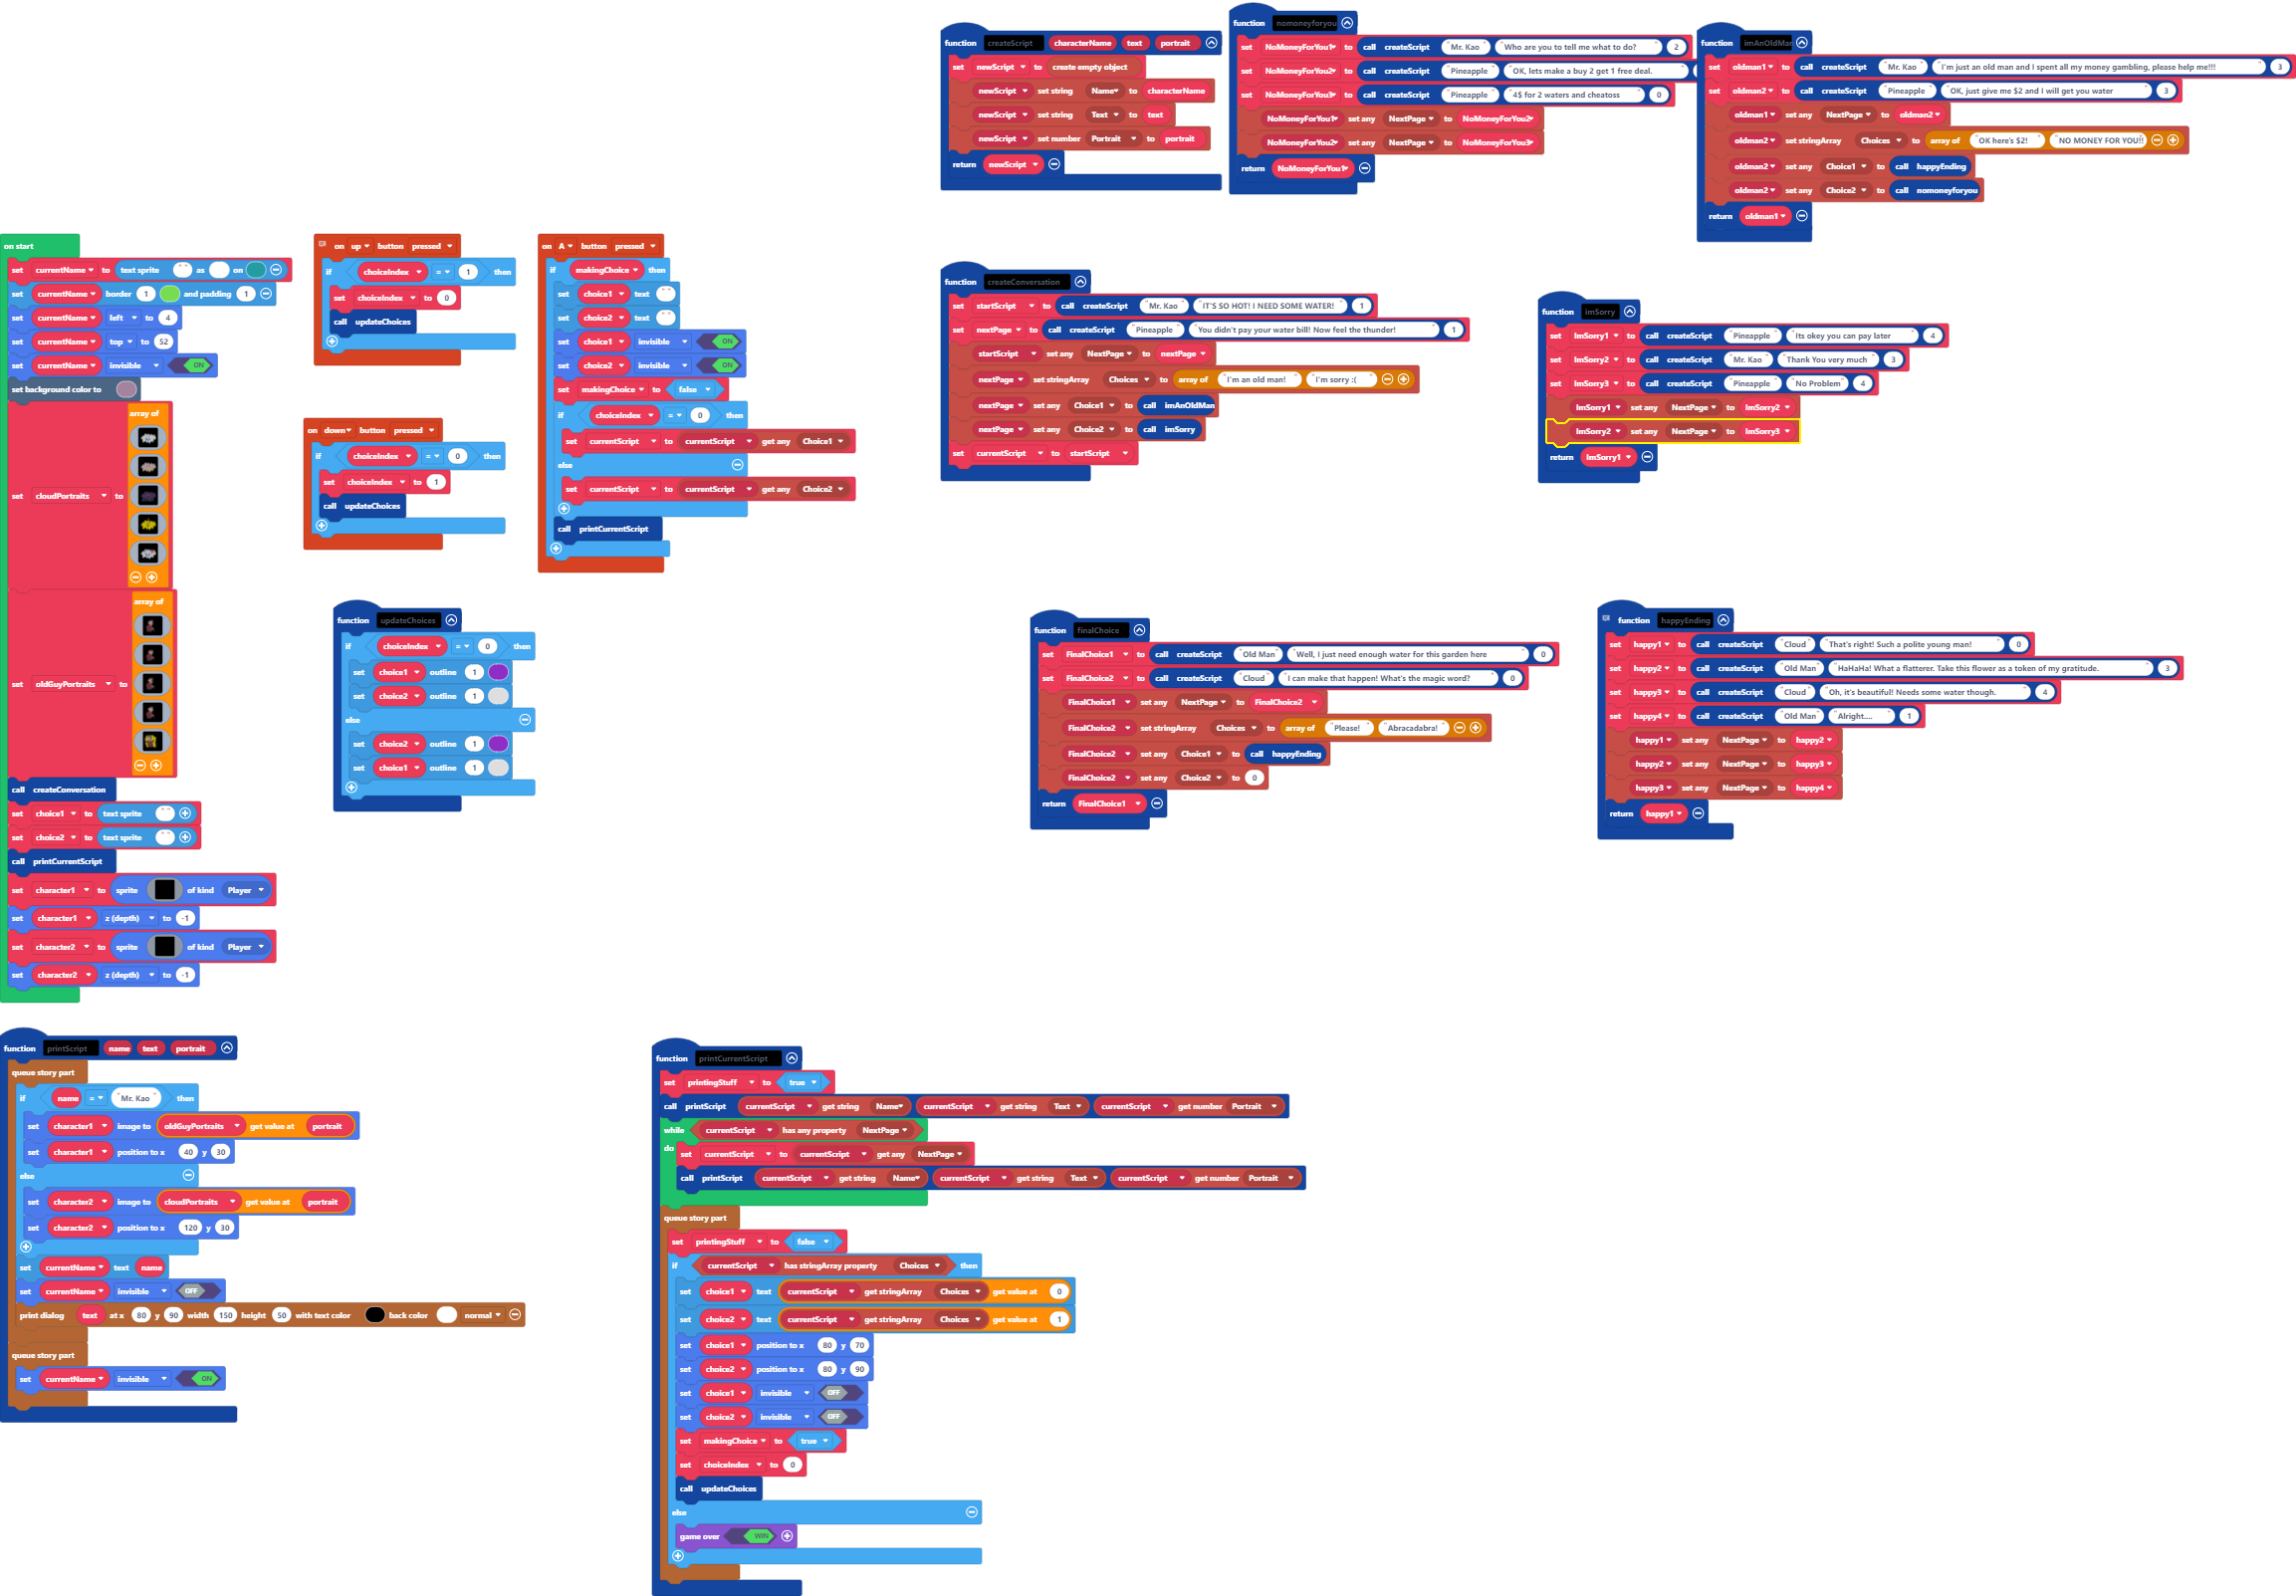 function createScript characterName text portrait
set newScript to create empty object
newScript set string Name to characterName
newScript set string Text to text
newScript set number Portrait to portrait
return newScript
function nomoneyforyou
set NoMoneyForYou1 to call createScript "Mr. Kao" "Who are you to tell me what to do?" 2
set NoMoneyForYou2 to call createScript "Pineapple" "OK, lets make a buy 2 get 1 free deal."
set NoMoneyForYou3 to call createScript "Pineapple" "4$ for 2 waters and cheatoss" 0
NoMoneyForYou1 set any NextPage to NoMoneyForYou2
NoMoneyForYou2 set any NextPage to NoMoneyForYou3
return NoMoneyForYou1
function imAnOldMan
set oldman1 to call createScript "Mr. Kao" "I'm just an old man and I spent all my money gambling, please help me!!!" 3
set oldman2 to call createScript "Pineapple" "OK, just give me $2 and I will get you water" 3
oldman1 set any NextPage to oldman2
oldman2 set stringArray Choices to array of "OK here's $2!" "NO MONEY FOR YOU!!"
oldman2 set any Choice1 to call happyEnding
oldman2 set any Choice2 to call nomoneyforyou
return oldman1
on start
set currentName to text sprite " " as on
set currentName border 1 and padding 1
set currentName left to 4
set currentName top to 52
set currentName invisible ON
set background color to
set cloudPortraits to array of
set oldGuyPortraits to array of
call createConversation
set choice1 to text sprite " "
set choice2 to text sprite " "
call printCurrentScript
set character1 to sprite of kind Player
set character1 z (depth) to -1
set character2 to sprite of kind Player
set character2 z (depth) to -1
on up button pressed
if choiceIndex = 1 then
set choiceIndex to 0
call updateChoices
on down button pressed
if choiceIndex = 0 then
set choiceIndex to 1
call updateChoices
on A button pressed
if makingChoice then
set choice1 text " "
set choice2 text " "
set choice1 invisible ON
set choice2 invisible ON
set makingChoice to false
if choiceIndex = 0 then
set currentScript to currentScript get any Choice1
else
set currentScript to currentScript get any Choice2
call printCurrentScript
function updateChoices
if choiceIndex = 0 then
set choice1 outline 1
set choice2 outline 1
else
set choice2 outline 1
set choice1 outline 1
function createConversation
set startScript to call createScript "Mr. Kao" "IT'S SO HOT! I NEED SOME WATER!" 1
set nextPage to call createScript "Pineapple" "You didn't pay your water bill! Now feel the thunder!" 1
startScript set any NextPage to nextPage
nextPage set stringArray Choices to array of "I'm an old man!" "I'm sorry :("
nextPage set any Choice1 to call imAnOldMan
nextPage set any Choice2 to call imSorry
set currentScript to startScript
function imSorry
set ImSorry1 to call createScript "Pineapple" "Its okey you can pay later" 4
set ImSorry2 to call createScript "Mr. Kao" "Thank You very much" 3
set ImSorry3 to call createScript "Pineapple" "No Problem" 4
ImSorry1 set any NextPage to ImSorry2
ImSorry2 set any NextPage to ImSorry3
return ImSorry1
function finalChoice
set FinalChoice1 to call createScript "Old Man" "Well, I just need enough water for this garden here" 0
set FinalChoice2 to call createScript "Cloud" "I can make that happen! What's the magic word?" 0
FinalChoice1 set any NextPage to FinalChoice2
FinalChoice2 set stringArray Choices to array of "Please!" "Abracadabra!"
FinalChoice2 set any Choice1 to call happyEnding
FinalChoice2 set any Choice2 to 0
return FinalChoice1
function happyEnding
set happy1 to call createScript "Cloud" "That's right! Such a polite young man!" 0
set happy2 to call createScript "Old Man" "HaHaHa! What a flatterer. Take this flower as a token of my gratitude." 3
set happy3 to call createScript "Cloud" "Oh, it's beautiful! Needs some water though." 4
set happy4 to call createScript "Old Man" "Alright...." 1
happy1 set any NextPage to happy2
happy2 set any NextPage to happy3
happy3 set any NextPage to happy4
return happy1
function printScript name text portrait
queue story part
if name = "Mr. Kao" then
set character1 image to oldGuyPortraits get value at portrait
set character1 position to x 40 y 30
else
set character2 image to cloudPortraits get value at portrait
set character2 position to x 120 y 30
set currentName text name
set currentName invisible OFF
print dialog text at x 80 y 90 width 150 height 50 with text color back color normal
queue story part
set currentName invisible ON
function printCurrentScript
set printingStuff to true
call printScript currentScript get string Name currentScript get string Text currentScript get number Portrait
while currentScript has any property NextPage
do set currentScript to currentScript get any NextPage
call printScript currentScript get string Name currentScript get string Text currentScript get number Portrait
queue story part
set printingStuff to false
if currentScript has stringArray property Choices then
set choice1 text currentScript get stringArray Choices get value at 0
set choice2 text currentScript get stringArray Choices get value at 1
set choice1 position to x 80 y 70
set choice2 position to x 80 y 90
set choice1 invisible OFF
set choice2 invisible OFF
set makingChoice to true
set choiceIndex to 0
call updateChoices
else
game over WIN